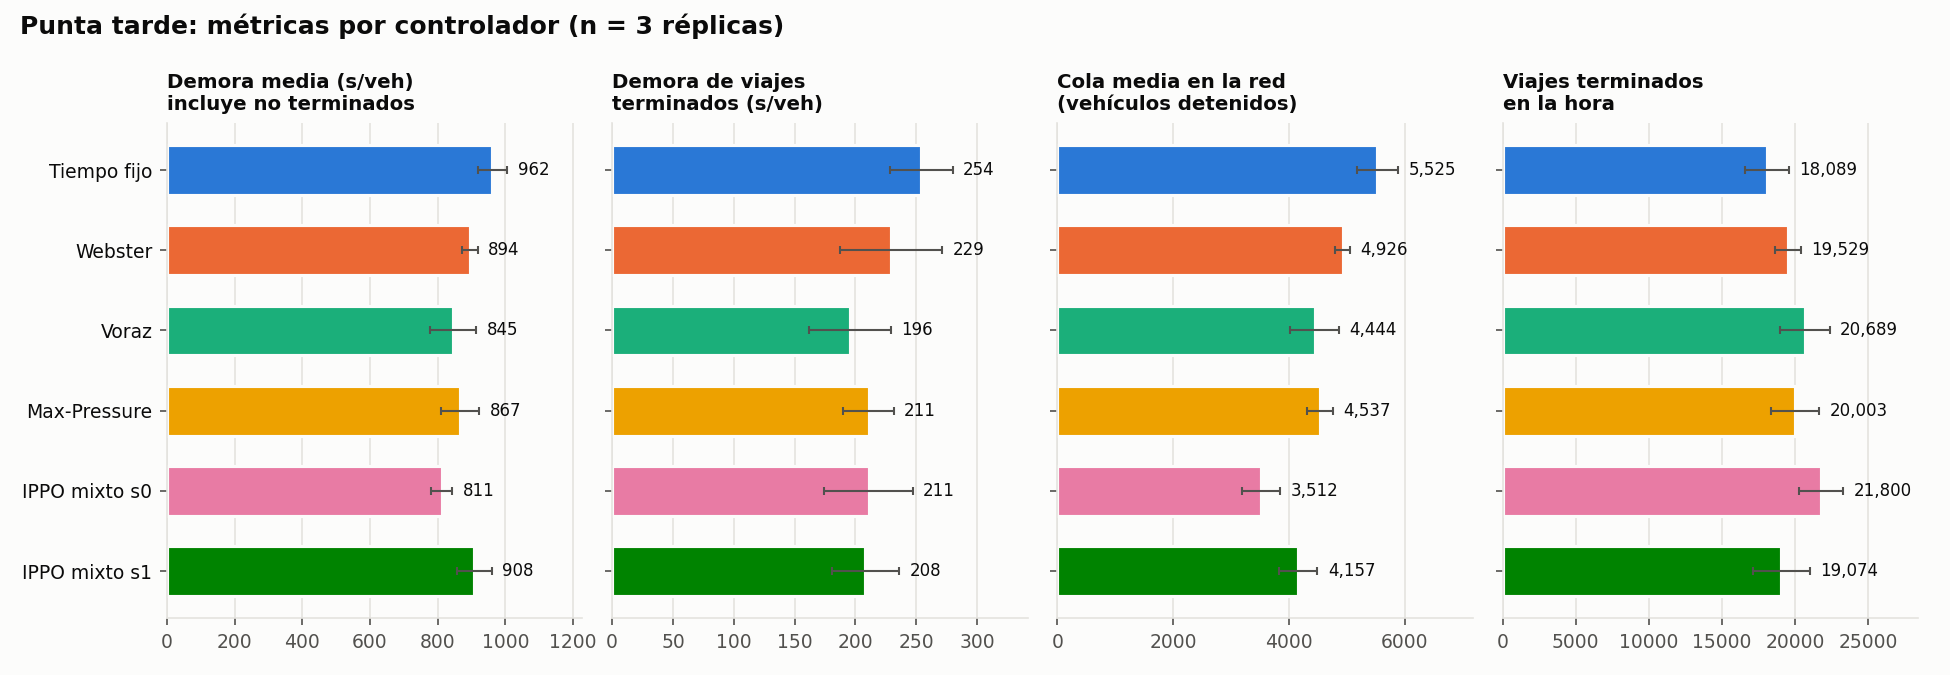 Punta tarde: métricas por controlador (n = 3 réplicas)
Demora media (s/veh)
incluye no terminados
Demora de viajes
terminados (s/veh)
Cola media en la red
(vehículos detenidos)
Viajes terminados
en la hora
Tiempo fijo
962
254
5,525
18,089
Webster
894
229
4,926
19,529
Voraz
845
196
4,444
20,689
Max-Pressure
867
211
4,537
20,003
IPPO mixto s0
811
211
3,512
21,800
IPPO mixto s1
908
208
4,157
19,074
0 200 400 600 800 1000 1200
0 50 100 150 200 250 300
0 2000 4000 6000
0 5000 10000 15000 20000 25000